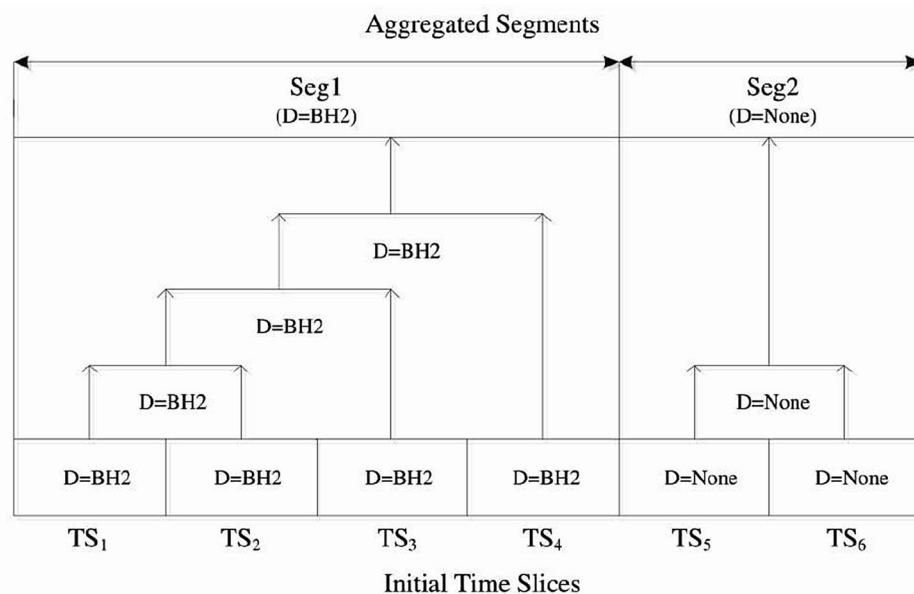 Aggregated Segments
Seg1 Seg2
(D=BH2) (D=None)
D=BH2
D=BH2
D=BH2 D=None
D=BH2 D=BH2 D=BH2 D=BH2 D=None D=None
TS₁ TS₂ TS₃ TS₄ TS₅ TS₆
Initial Time Slices